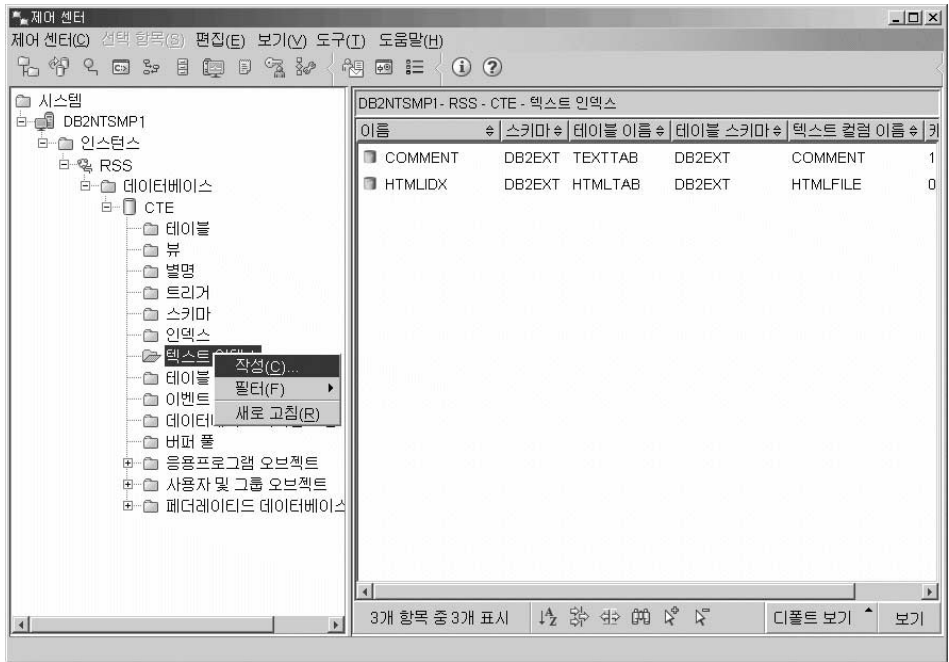 제어 센터
제어 센터(C) 선택 항목(S) 편집(E) 보기(V) 도구(T) 도움말(H)
시스템
DB2NTSMP1
인스턴스
RSS
데이터베이스
CTE
테이블
뷰
별명
트리거
스키마
인덱스
텍스트
테이블
이벤트
버퍼 풀
응용프로그램 오브젝트
사용자 및 그룹 오브젝트
페더레이티드 데이터베이스
작성(C)...
필터(F)
새로 고침(R)
DB2NTSMP1 - RSS - CTE - 텍스트 인덱스
이름 스키마 테이블 이름 테이블 스키마 텍스트 컬럼 이름 키
COMMENT DB2EXT TEXTTAB DB2EXT COMMENT 1
HTMLIDX DB2EXT HTMLTAB DB2EXT HTMLFILE 0
3개 항목 중 3개 표시 디폴트 보기 보기